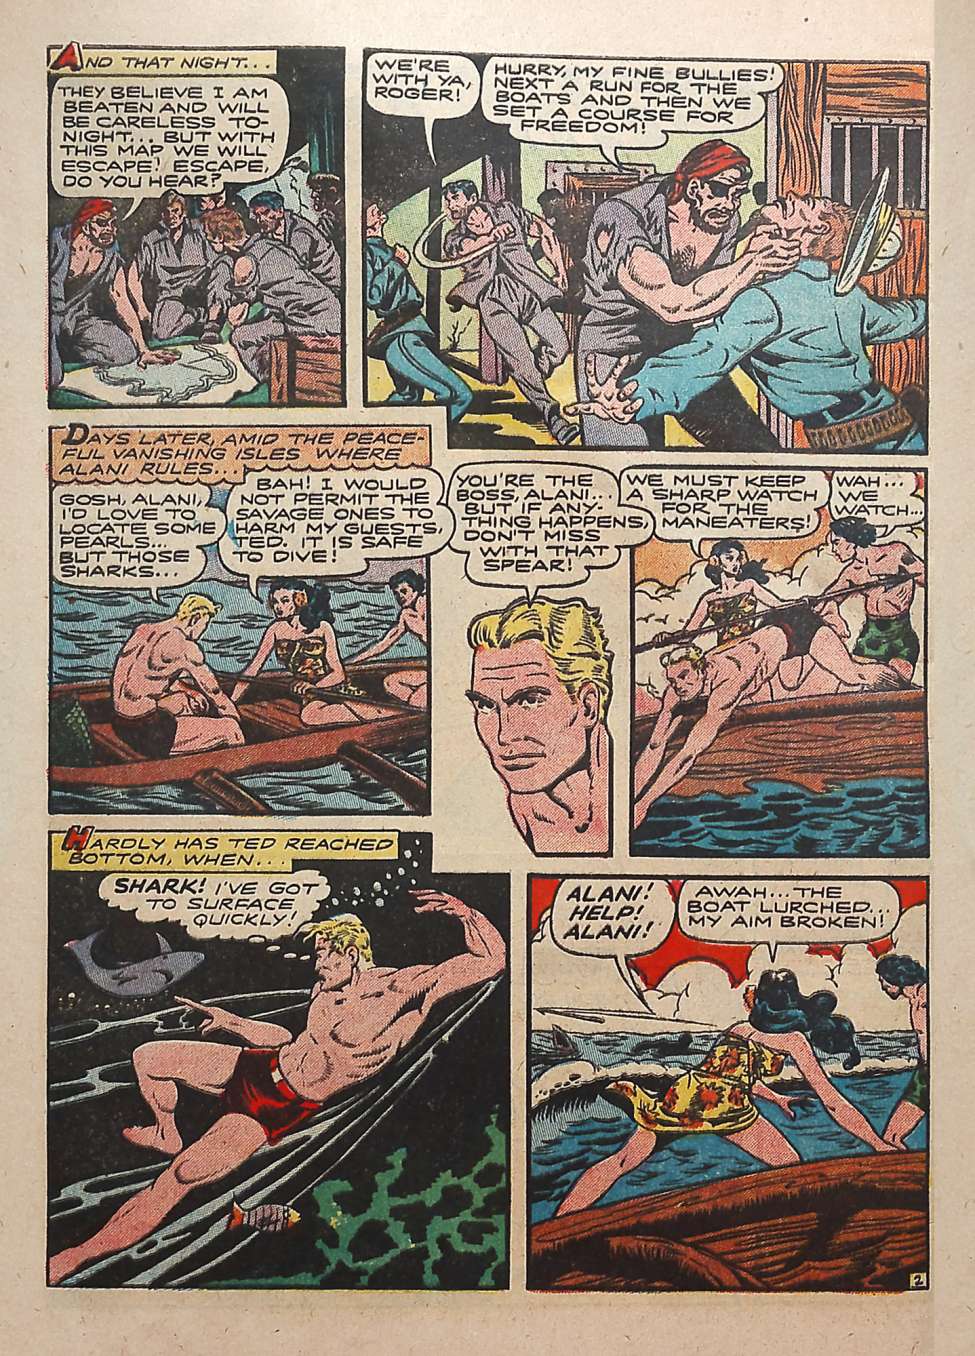 AND THAT NIGHT...
THEY BELIEVE I AM
BEATEN AND WILL
BE CARELESS TO-
NIGHT... BUT WITH
THIS MAP WE WILL
ESCAPE! ESCAPE,
DO YOU HEAR?
WE'RE
WITH YA,
ROGER!
HURRY, MY FINE BULLIES!
NEXT A RUN FOR THE
BOATS AND THEN WE
SET A COURSE FOR
FREEDOM!
DAYS LATER, AMID THE PEACE-
FUL VANISHING ISLES WHERE
ALANI RULES...
GOSH, ALANI,
I'D LOVE TO
LOCATE SOME
PEARLS...
BUT THOSE
SHARKS...
BAH! I WOULD
NOT PERMIT THE
SAVAGE ONES TO
HARM MY GUESTS,
TED. IT IS SAFE
TO DIVE!
YOU'RE THE
BOSS, ALANI...
BUT IF ANY-
THING HAPPENS,
DON'T MISS
WITH THAT
SPEAR!
WE MUST KEEP
A SHARP WATCH
FOR THE
MANEATERS!
WAH...
WE
WATCH...
HARDLY HAS TED REACHED
BOTTOM, WHEN...
SHARK! I'VE GOT
TO SURFACE
QUICKLY!
ALANI!
HELP!
ALANI!
AWAH... THE
BOAT LURCHED...
MY AIM BROKEN!
2